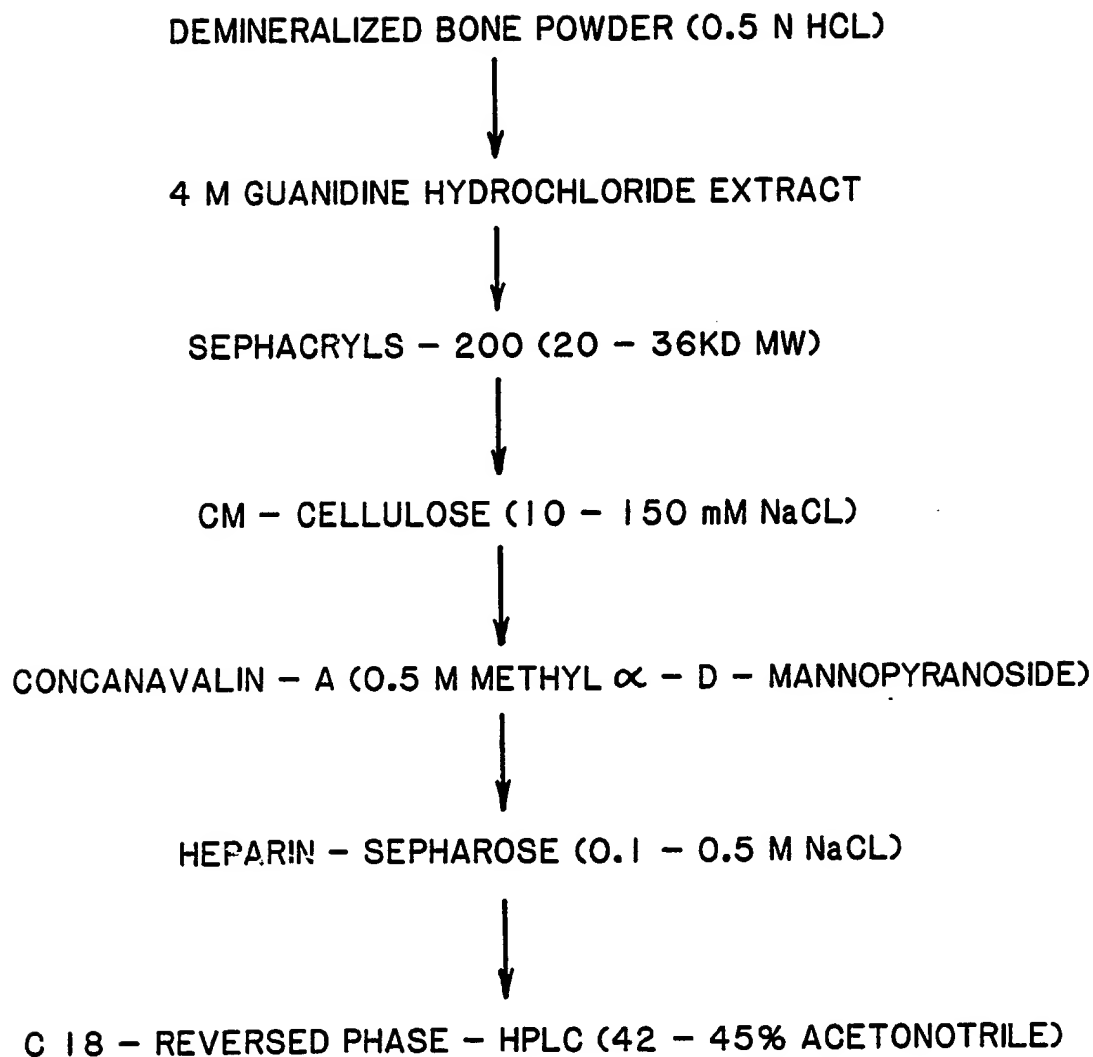 DEMINERALIZED BONE POWDER (0.5 N HCL)
4 M GUANIDINE HYDROCHLORIDE EXTRACT
SEPHACRYLS - 200 (20 - 36KD MW)
CM - CELLULOSE (10 - 150 mM NaCL)
CONCANAVALIN - A (0.5 M METHYL ∝ - D - MANNOPYRANOSIDE)
HEPARIN - SEPHAROSE (0.1 - 0.5 M NaCL)
C 18 - REVERSED PHASE - HPLC (42 - 45% ACETONOTRILE)